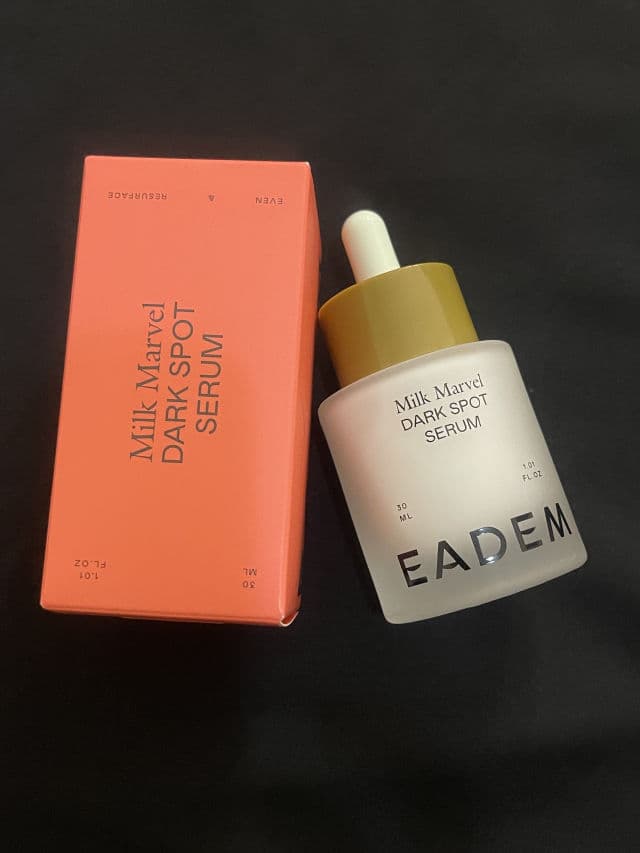 EVEN & RESURFACE
Milk Marvel
DARK SPOT
SERUM
30
ML
1.01
FL.OZ
Milk Marvel
DARK SPOT
SERUM
30
ML
1.01
FL.OZ
EADEM